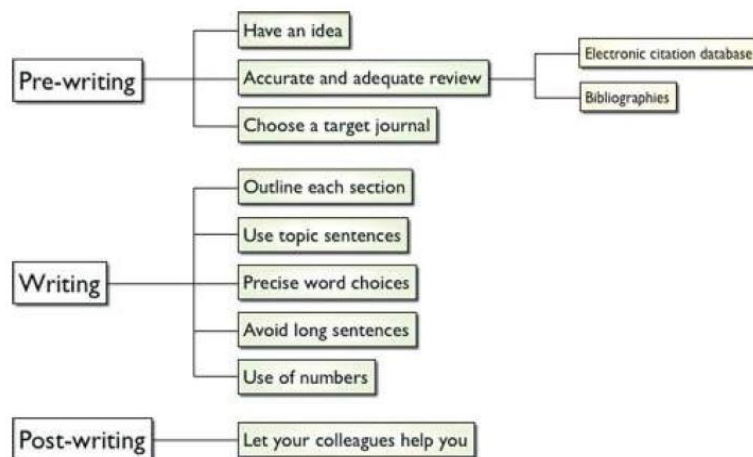 Pre-writing
Have an idea
Accurate and adequate review
Electronic citation database
Bibliographies
Choose a target journal
Writing
Outline each section
Use topic sentences
Precise word choices
Avoid long sentences
Use of numbers
Post-writing
Let your colleagues help you